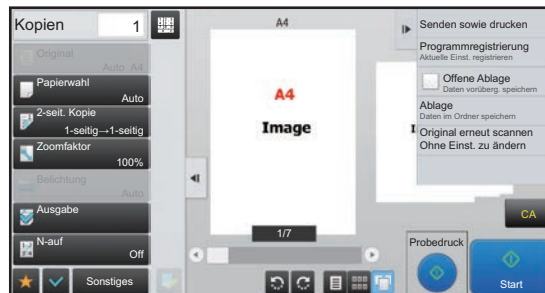 Kopien
1
Original
Auto A4
Papierwahl
Auto
2-seit. Kopie
1-seitig→1-seitig
Zoomfaktor
100%
Belichtung
Auto
Ausgabe
N-auf
Off
Sonstiges
A4
A4
Image
1/7
I
Senden sowie drucken
Programmregistrierung
Aktuelle Einst. registrieren
Offene Ablage
Daten vorüberg. speichern
Ablage
Daten im Ordner speichern
Original erneut scannen
Ohne Einst. zu ändern
CA
Probedruck
Start